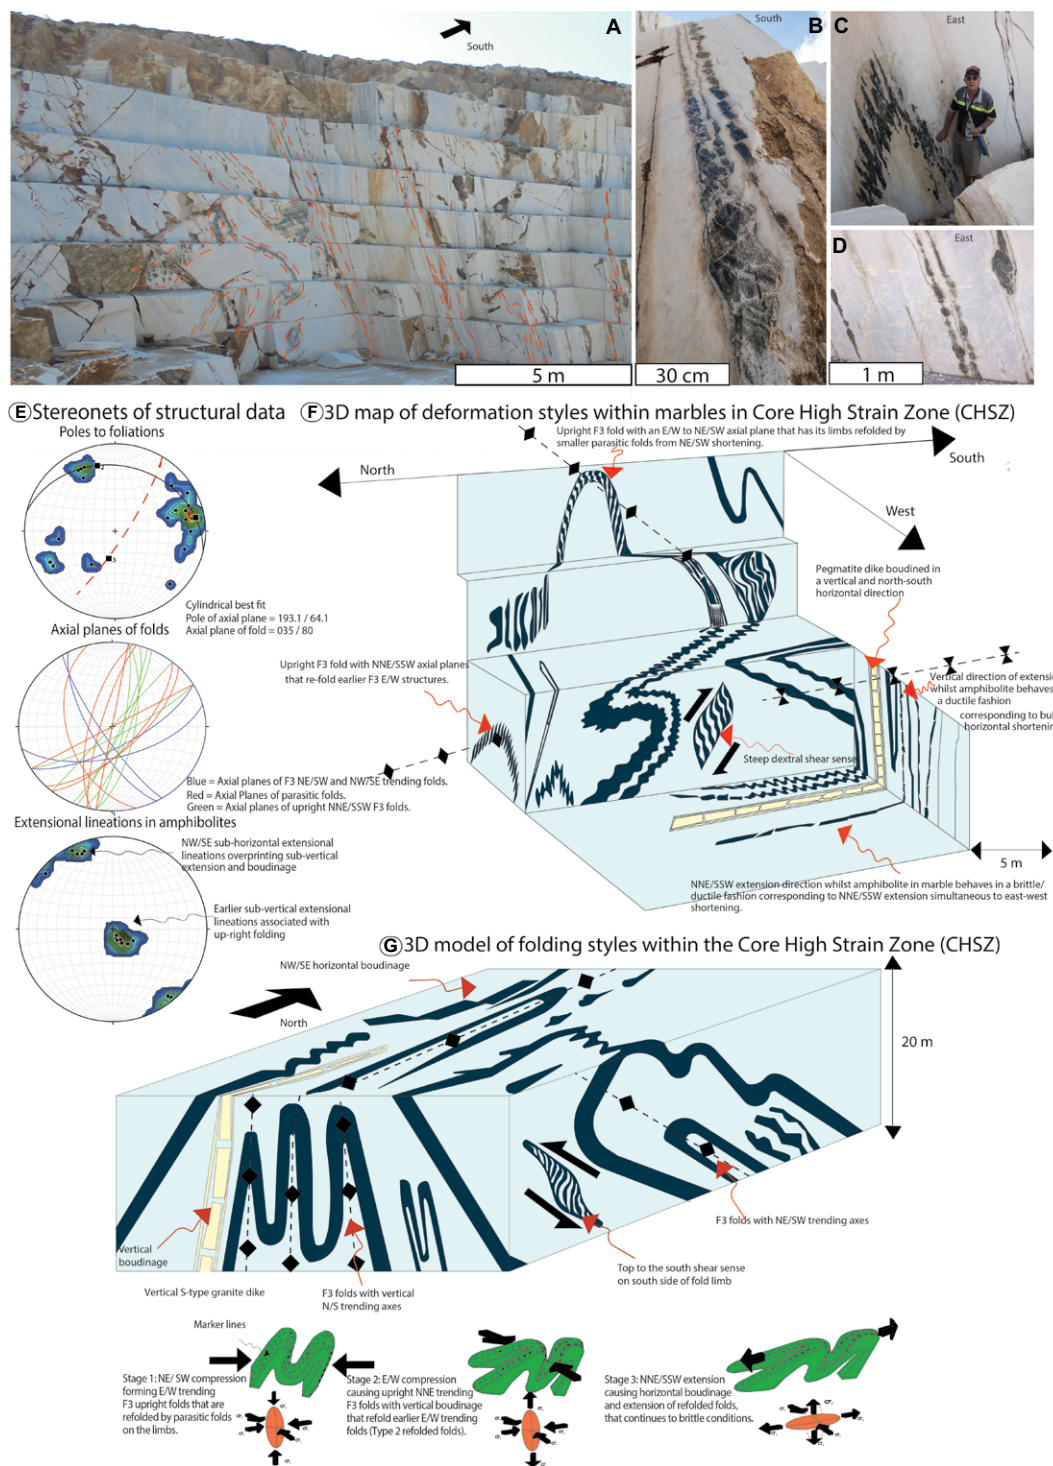 A
South
5 m
B
South
30 cm
C
East
D
East
1 m
E Stereonets of structural data
Poles to foliations
2
1
3
Cylindrical best fit
Pole of axial plane = 193.1 / 64.1
Axial plane of fold = 035 / 80
Axial planes of folds
Blue = Axial planes of F3 NE/SW and NW/SE trending folds.
Red = Axial Planes of parasitic folds.
Green = Axial planes of upright NNE/SSW F3 folds.
Extensional lineations in amphibolites
NW/SE sub-horizontal extensional
lineations overprinting sub-vertical
extension and boudinage
Earlier sub-vertical extensional
lineations associated with
up-right folding
F 3D map of deformation styles within marbles in Core High Strain Zone (CHSZ)
Upright F3 fold with an E/W to NE/SW axial plane that has its limbs refolded by
smaller parasitic folds from NE/SW shortening.
North
South
West
Pegmatite dike boudined in
a vertical and north-south
horizontal direction
Upright F3 fold with NNE/SSW axial planes
that re-fold earlier F3 E/W structures.
Vertical direction of extens
whilst amphibolite behaves
a ductile fashion
corresponding to bul
horizontal shortenin
Steep dextral shear sense
5 m
NNE/SSW extension direction whilst amphibolite in marble behaves in a brittle/
ductile fashion corresponding to NNE/SSW extension simultaneous to east-west
shortening.
G 3D model of folding styles within the Core High Strain Zone (CHSZ)
NW/SE horizontal boudinage
North
20 m
Vertical
boudinage
Vertical S-type granite dike
F3 folds with vertical
N/S trending axes
Top to the south shear sense
on south side of fold limb
F3 folds with NE/SW trending axes
Marker lines
Stage 1: NE/ SW compression
forming E/W trending
F3 upright folds that are
refolded by parasitic folds
on the limbs.
Stage 2: E/W compression
causing upright NNE trending
F3 folds with vertical boudinage
that refold earlier E/W trending
folds (Type 2 refolded folds).
Stage 3: NNE/SSW extension
causing horizontal boudinage
and extension of refolded folds,
that continues to brittle conditions.